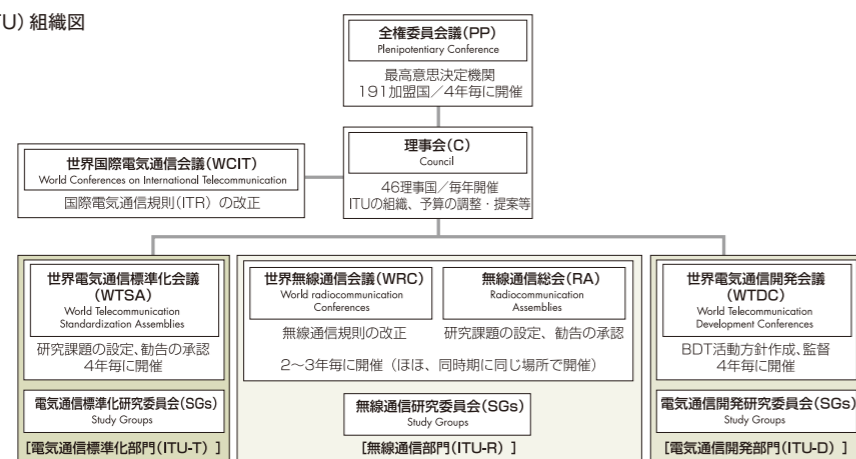 TU) 組織図
全権委員会議(PP)
Plenipotentiary Conference
最高意思決定機関
191加盟国／4年毎に開催
理事会(C)
Council
46理事国／毎年開催
ITUの組織、予算の調整・提案等
世界国際電気通信会議(WCIT)
World Conferences on International Telecommunication
国際電気通信規則(ITR) の改正
世界電気通信標準化会議
(WTSA)
World Telecommunication
Standardization Assemblies
研究課題の設定、勧告の承認
4年毎に開催
電気通信標準化研究委員会(SGs)
Study Groups
[電気通信標準化部門(ITU-T) ]
世界無線通信会議(WRC)
World radiocommunication
Conferences
無線通信規則の改正
無線通信総会(RA)
Radiocommunication
Assemblies
研究課題の設定、勧告の承認
2～3年毎に開催（ほぼ、同時期に同じ場所で開催）
無線通信研究委員会(SGs)
Study Groups
[無線通信部門(ITU-R) ]
世界電気通信開発会議
(WTDC)
World Telecommunication
Development Conferences
BDT活動方針作成、監督
4年毎に開催
電気通信開発研究委員会(SGs)
Study Groups
[電気通信開発部門(ITU-D) ]